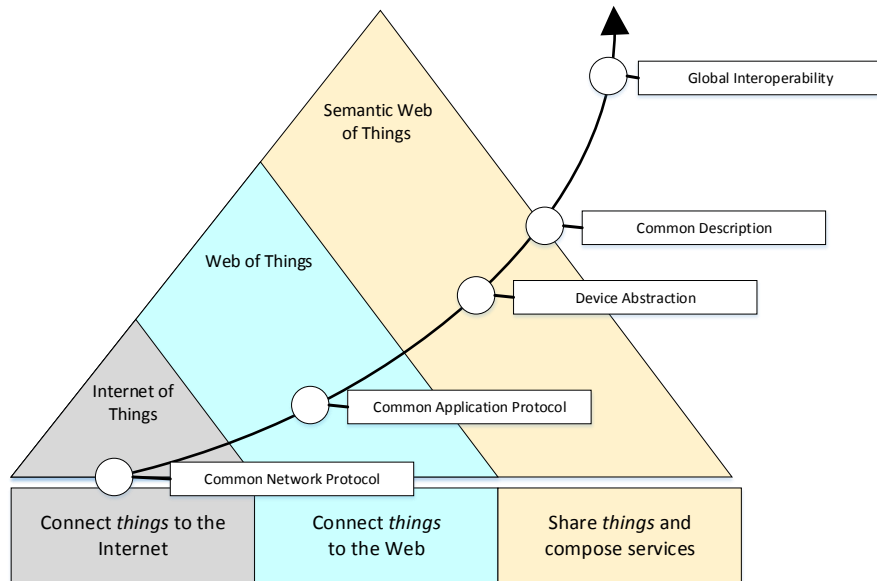 Global Interoperability
Semantic Web
of Things
Common Description
Web of Things
Device Abstraction
Internet of
Things
Common Application Protocol
Common Network Protocol
Connect things to the
Internet
Connect things
to the Web
Share things and
compose services